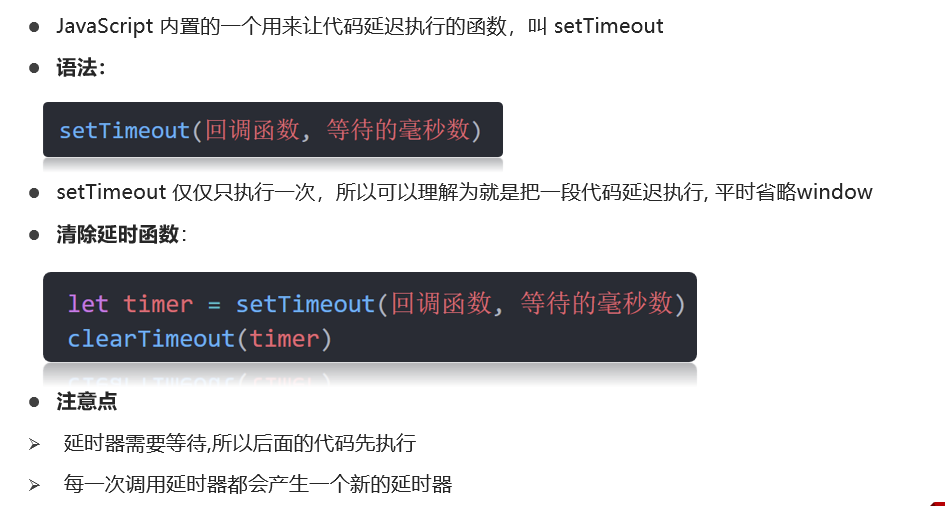 JavaScript 内置的一个用来让代码延迟执行的函数，叫 setTimeout
语法：
setTimeout(回调函数, 等待的毫秒数)
setTimeout 仅仅只执行一次，所以可以理解为就是把一段代码延迟执行, 平时省略window
清除延时函数：
let timer = setTimeout(回调函数, 等待的毫秒数)
clearTimeout(timer)
注意点
延时器需要等待,所以后面的代码先执行
每一次调用延时器都会产生一个新的延时器